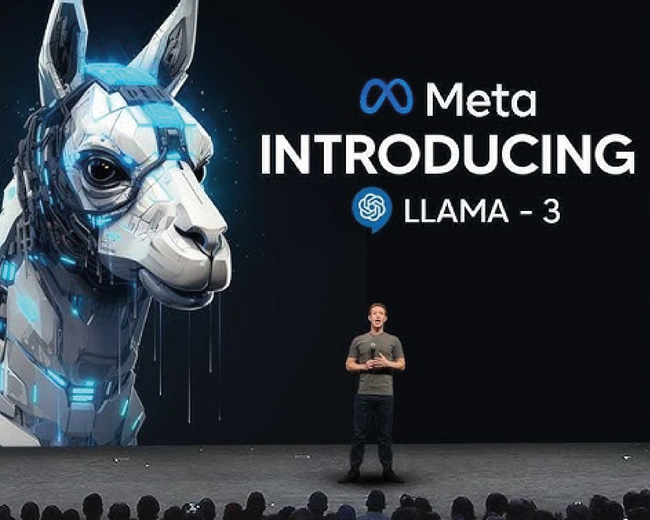 Meta
INTRODUCING
LLAMA - 3